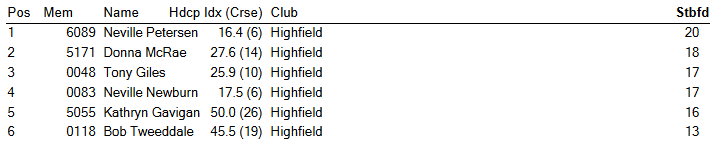 Pos Mem Name Hdcp Idx (Crse) Club Stbfd
1 6089 Neville Petersen 16.4 (6) Highfield 20
2 5171 Donna McRae 27.6 (14) Highfield 18
3 0048 Tony Giles 25.9 (10) Highfield 17
4 0083 Neville Newburn 17.5 (6) Highfield 17
5 5055 Kathryn Gavigan 50.0 (26) Highfield 16
6 0118 Bob Tweeddale 45.5 (19) Highfield 13